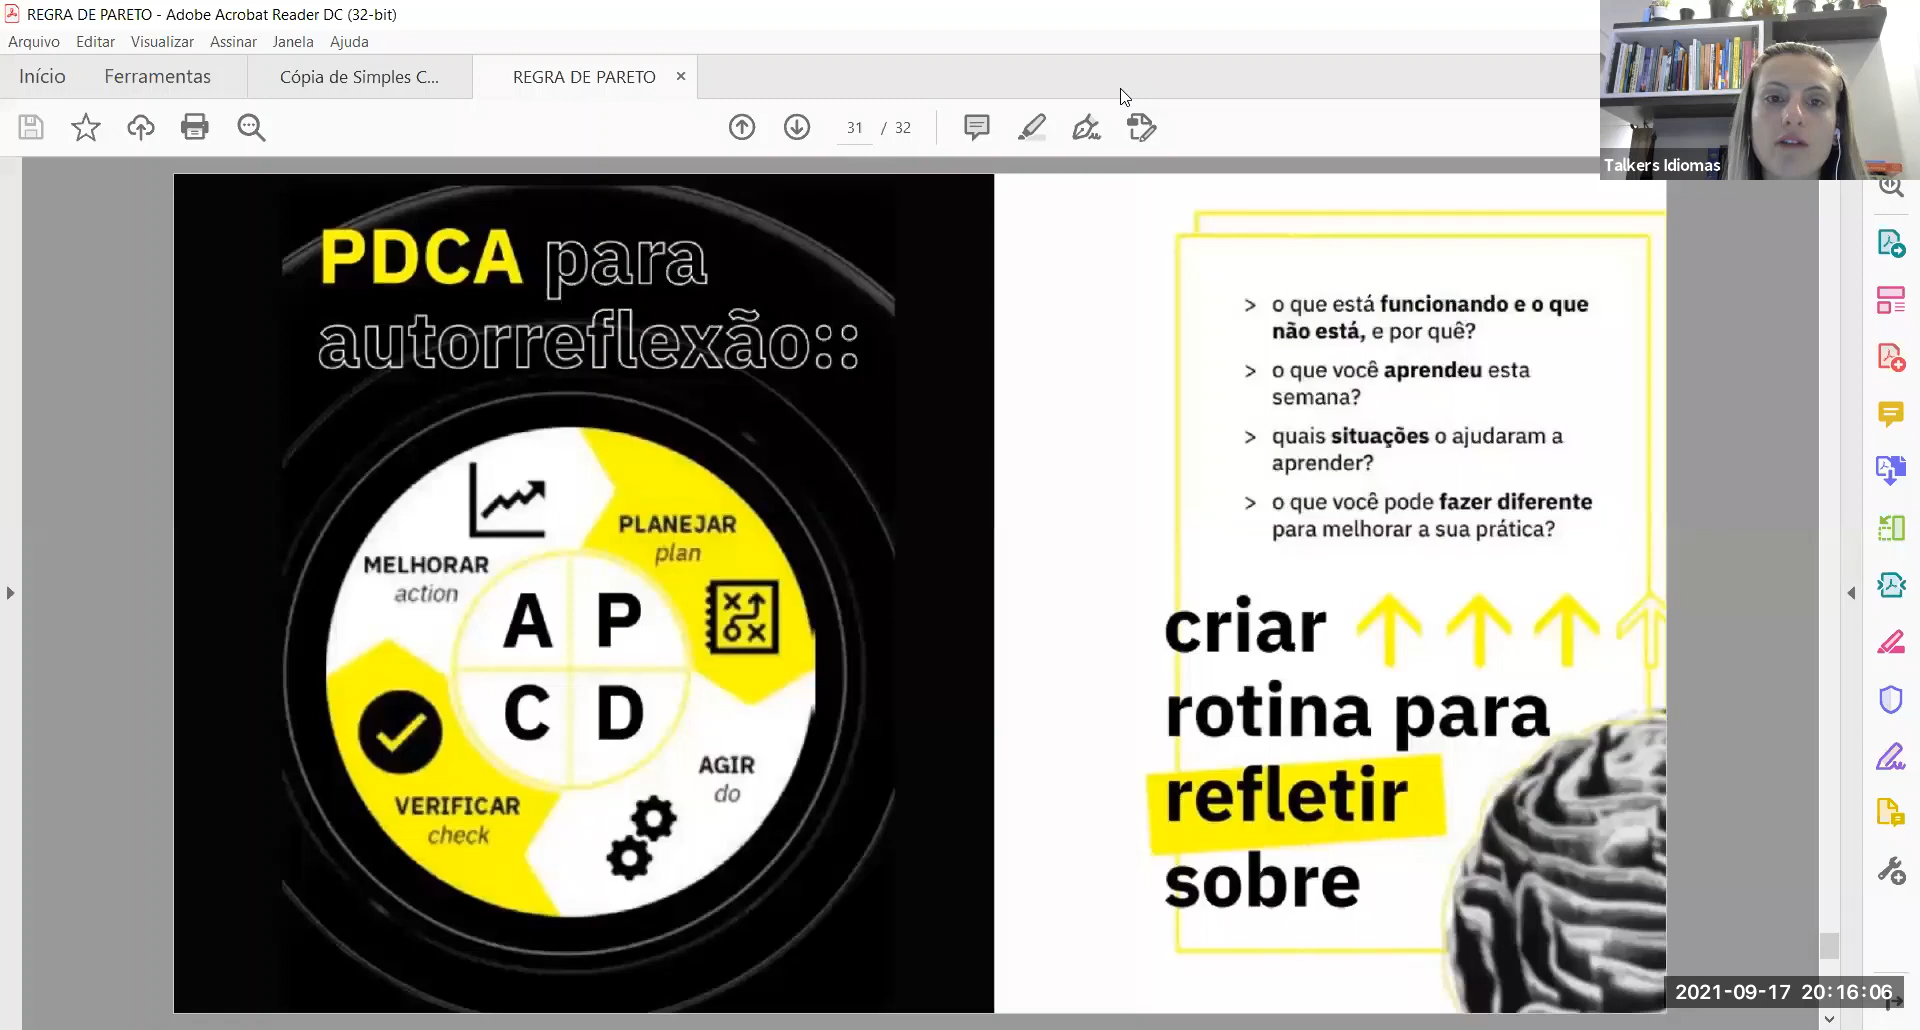 REGRA DE PARETO - Adobe Acrobat Reader DC (32-bit)
Arquivo Editar Visualizar Assinar Janela Ajuda
Início Ferramentas Cópia de Simples C... REGRA DE PARETO ×
31 / 32
Talkers Idiomas
PDCA para
autorreflexão::
MELHORAR
action
PLANEJAR
plan
A P
C D
VERIFICAR
check
AGIR
do
> o que está funcionando e o que
não está, e por quê?
> o que você aprendeu esta
semana?
> quais situações o ajudaram a
aprender?
> o que você pode fazer diferente
para melhorar a sua prática?
criar
rotina para
refletir
sobre
2021-09-17 20:16:06